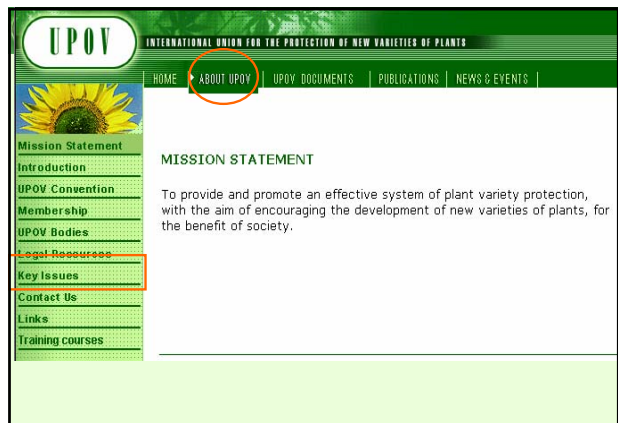 UPOV
INTERNATIONAL UNION FOR THE PROTECTION OF NEW VARIETIES OF PLANTS
HOME ABOUT UPOV UPOV DOCUMENTS PUBLICATIONS NEWS & EVENTS
Mission Statement
Introduction
UPOV Convention
Membership
UPOV Bodies
Legal Resources
Key Issues
Contact Us
Links
Training courses
MISSION STATEMENT
To provide and promote an effective system of plant variety protection,
with the aim of encouraging the development of new varieties of plants, for
the benefit of society.